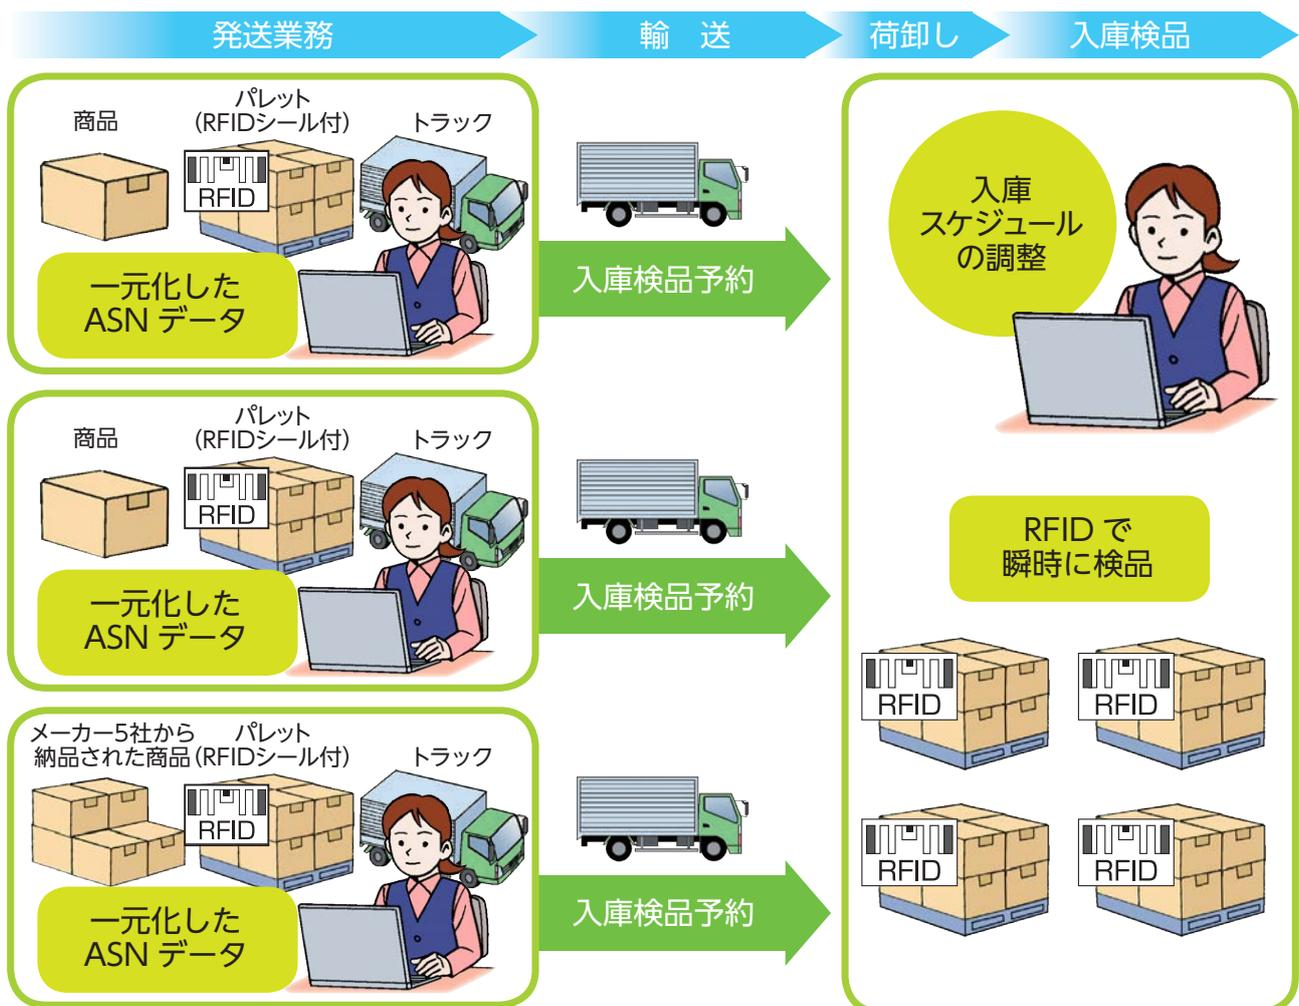 発送業務
輸　送
荷卸し
入庫検品
商品
パレット
(RFIDシール付)
トラック
RFID
一元化した
ASN データ
入庫検品予約
商品
パレット
(RFIDシール付)
トラック
RFID
一元化した
ASN データ
入庫検品予約
メーカー5社から
納品された商品
パレット
(RFIDシール付)
トラック
RFID
一元化した
ASN データ
入庫検品予約
入庫
スケジュール
の調整
RFID で
瞬時に検品
RFID
RFID
RFID
RFID